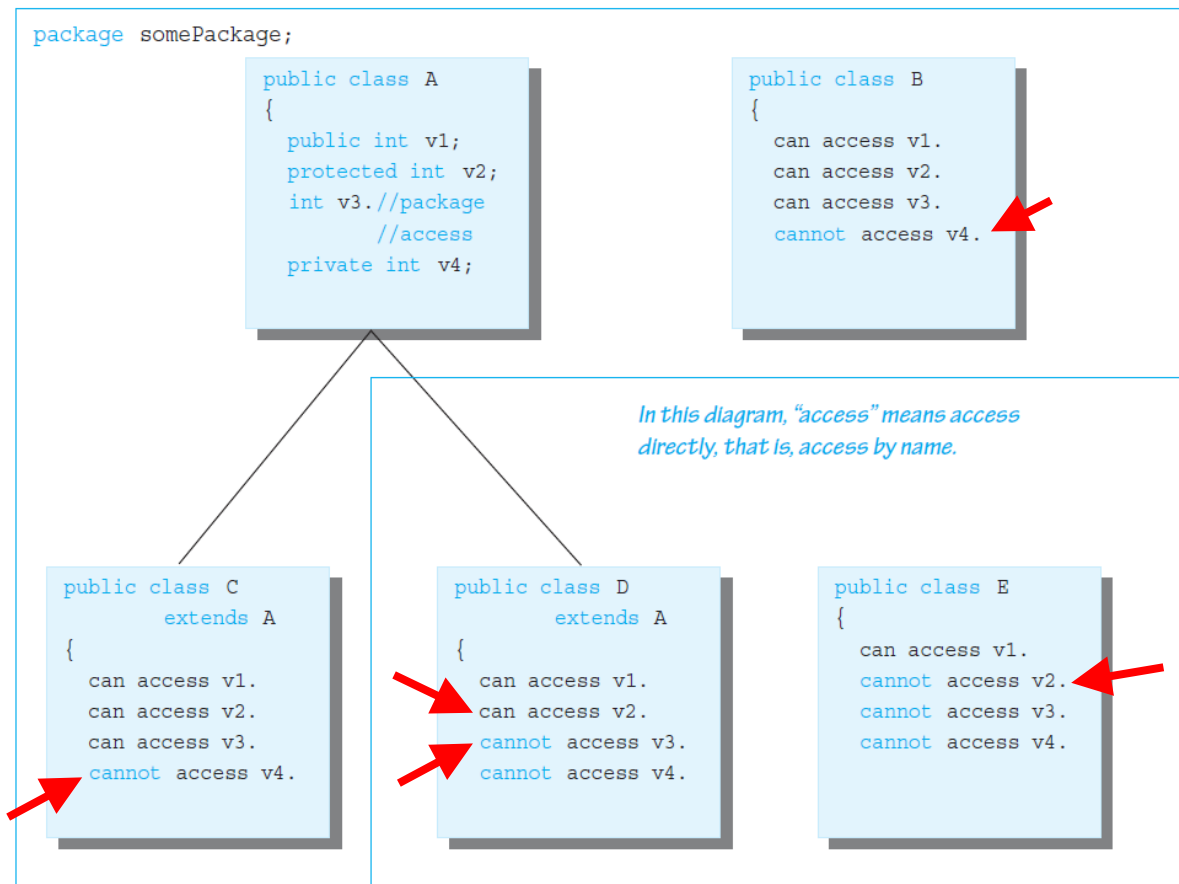 package somePackage;
public class A
{
public int v1;
protected int v2;
int v3.//package
//access
private int v4;
public class B
{
can access v1.
can access v2.
can access v3.
cannot access v4.
In this diagram, “access” means access
directly, that is, access by name.
public class C
extends A
{
can access v1.
can access v2.
can access v3.
cannot access v4.
public class D
extends A
{
can access v1.
can access v2.
cannot access v3.
cannot access v4.
public class E
{
can access v1.
cannot access v2.
cannot access v3.
cannot access v4.